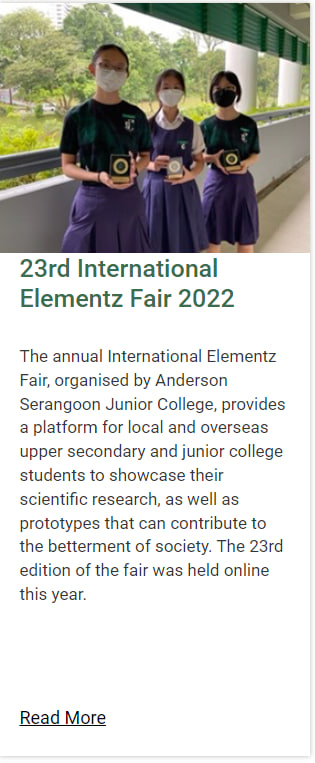 23rd International
Elementz Fair 2022
The annual International Elementz
Fair, organised by Anderson
Serangoon Junior College, provides
a platform for local and overseas
upper secondary and junior college
students to showcase their
scientific research, as well as
prototypes that can contribute to
the betterment of society. The 23rd
edition of the fair was held online
this year.
Read More